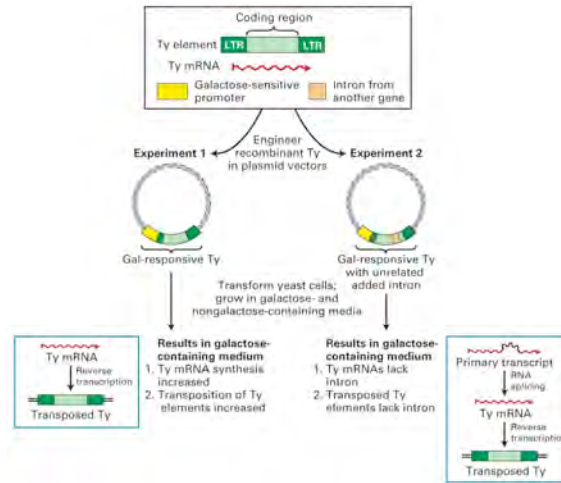 Coding region
Ty element
LTR
LTR
Ty mRNA
Galactose-sensitive
promoter
Intron from
another gene
Experiment 1
Engineer
recombinant Ty
in plasmid vectors
Experiment 2
Gal-responsive Ty
Gal-responsive Ty
with unrelated
added intron
Transform yeast cells;
grow in galactose- and
nongalactose-containing media
Ty mRNA
Reverse
transcription
Transposed Ty
Results in galactose-
containing medium
1. Ty mRNA synthesis
increased
2. Transposition of Ty
elements increased
Results in galactose-
containing medium
1. Ty mRNAs lack
intron
2. Transposed Ty
elements lack intron
Primary transcript
RNA
splicing
Ty mRNA
Reverse
transcription
Transposed Ty